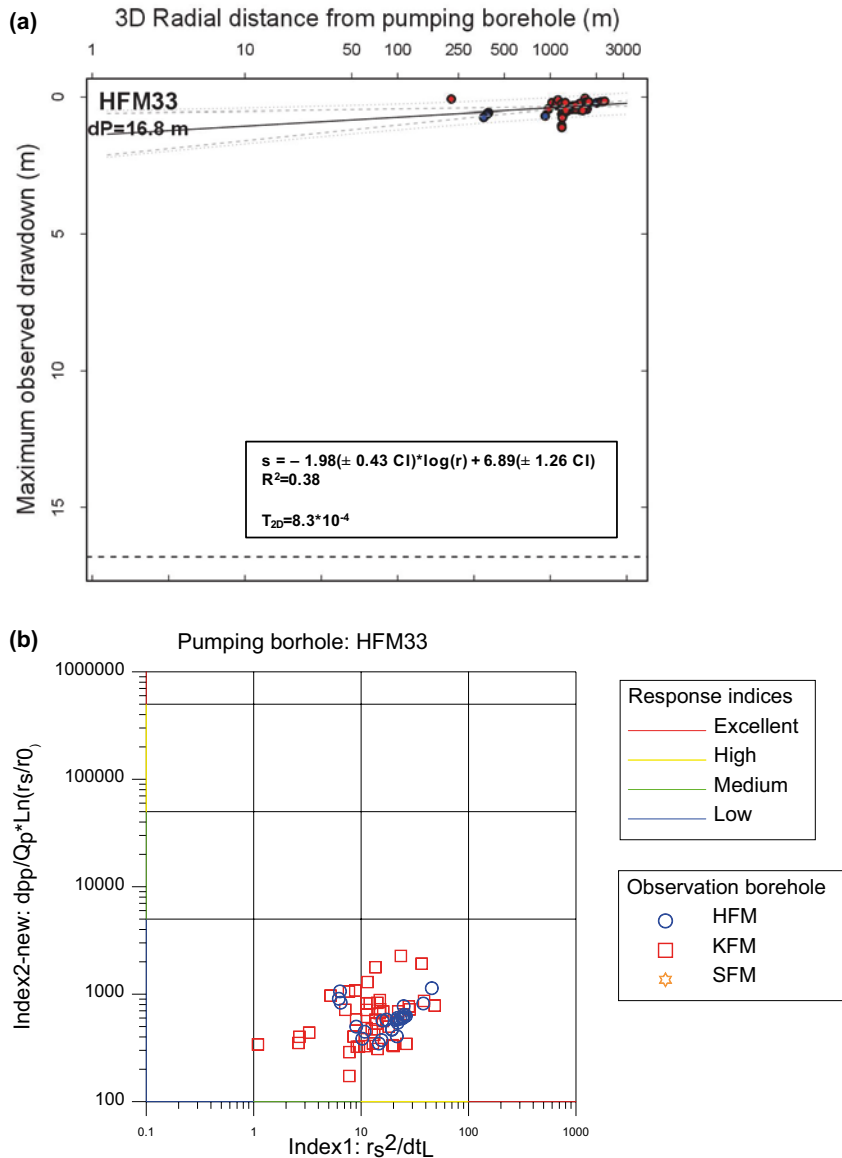 (a)
3D Radial distance from pumping borehole (m)
1 10 50 100 250 500 1000 3000
HFM33
dP=16.8 m
Maximum observed drawdown (m)
0
5
10
15
s = – 1.98(± 0.43 CI)*log(r) + 6.89(± 1.26 CI)
R²=0.38
T2D=8.3*10-4
(b)
Pumping borhole: HFM33
Index2-new: dpp/Qp*Ln(rs/r0)
1000000
100000
10000
1000
100
0.1 1 10 100 1000
Index1: rs²/dtL
Response indices
Excellent
High
Medium
Low
Observation borehole
HFM
KFM
SFM